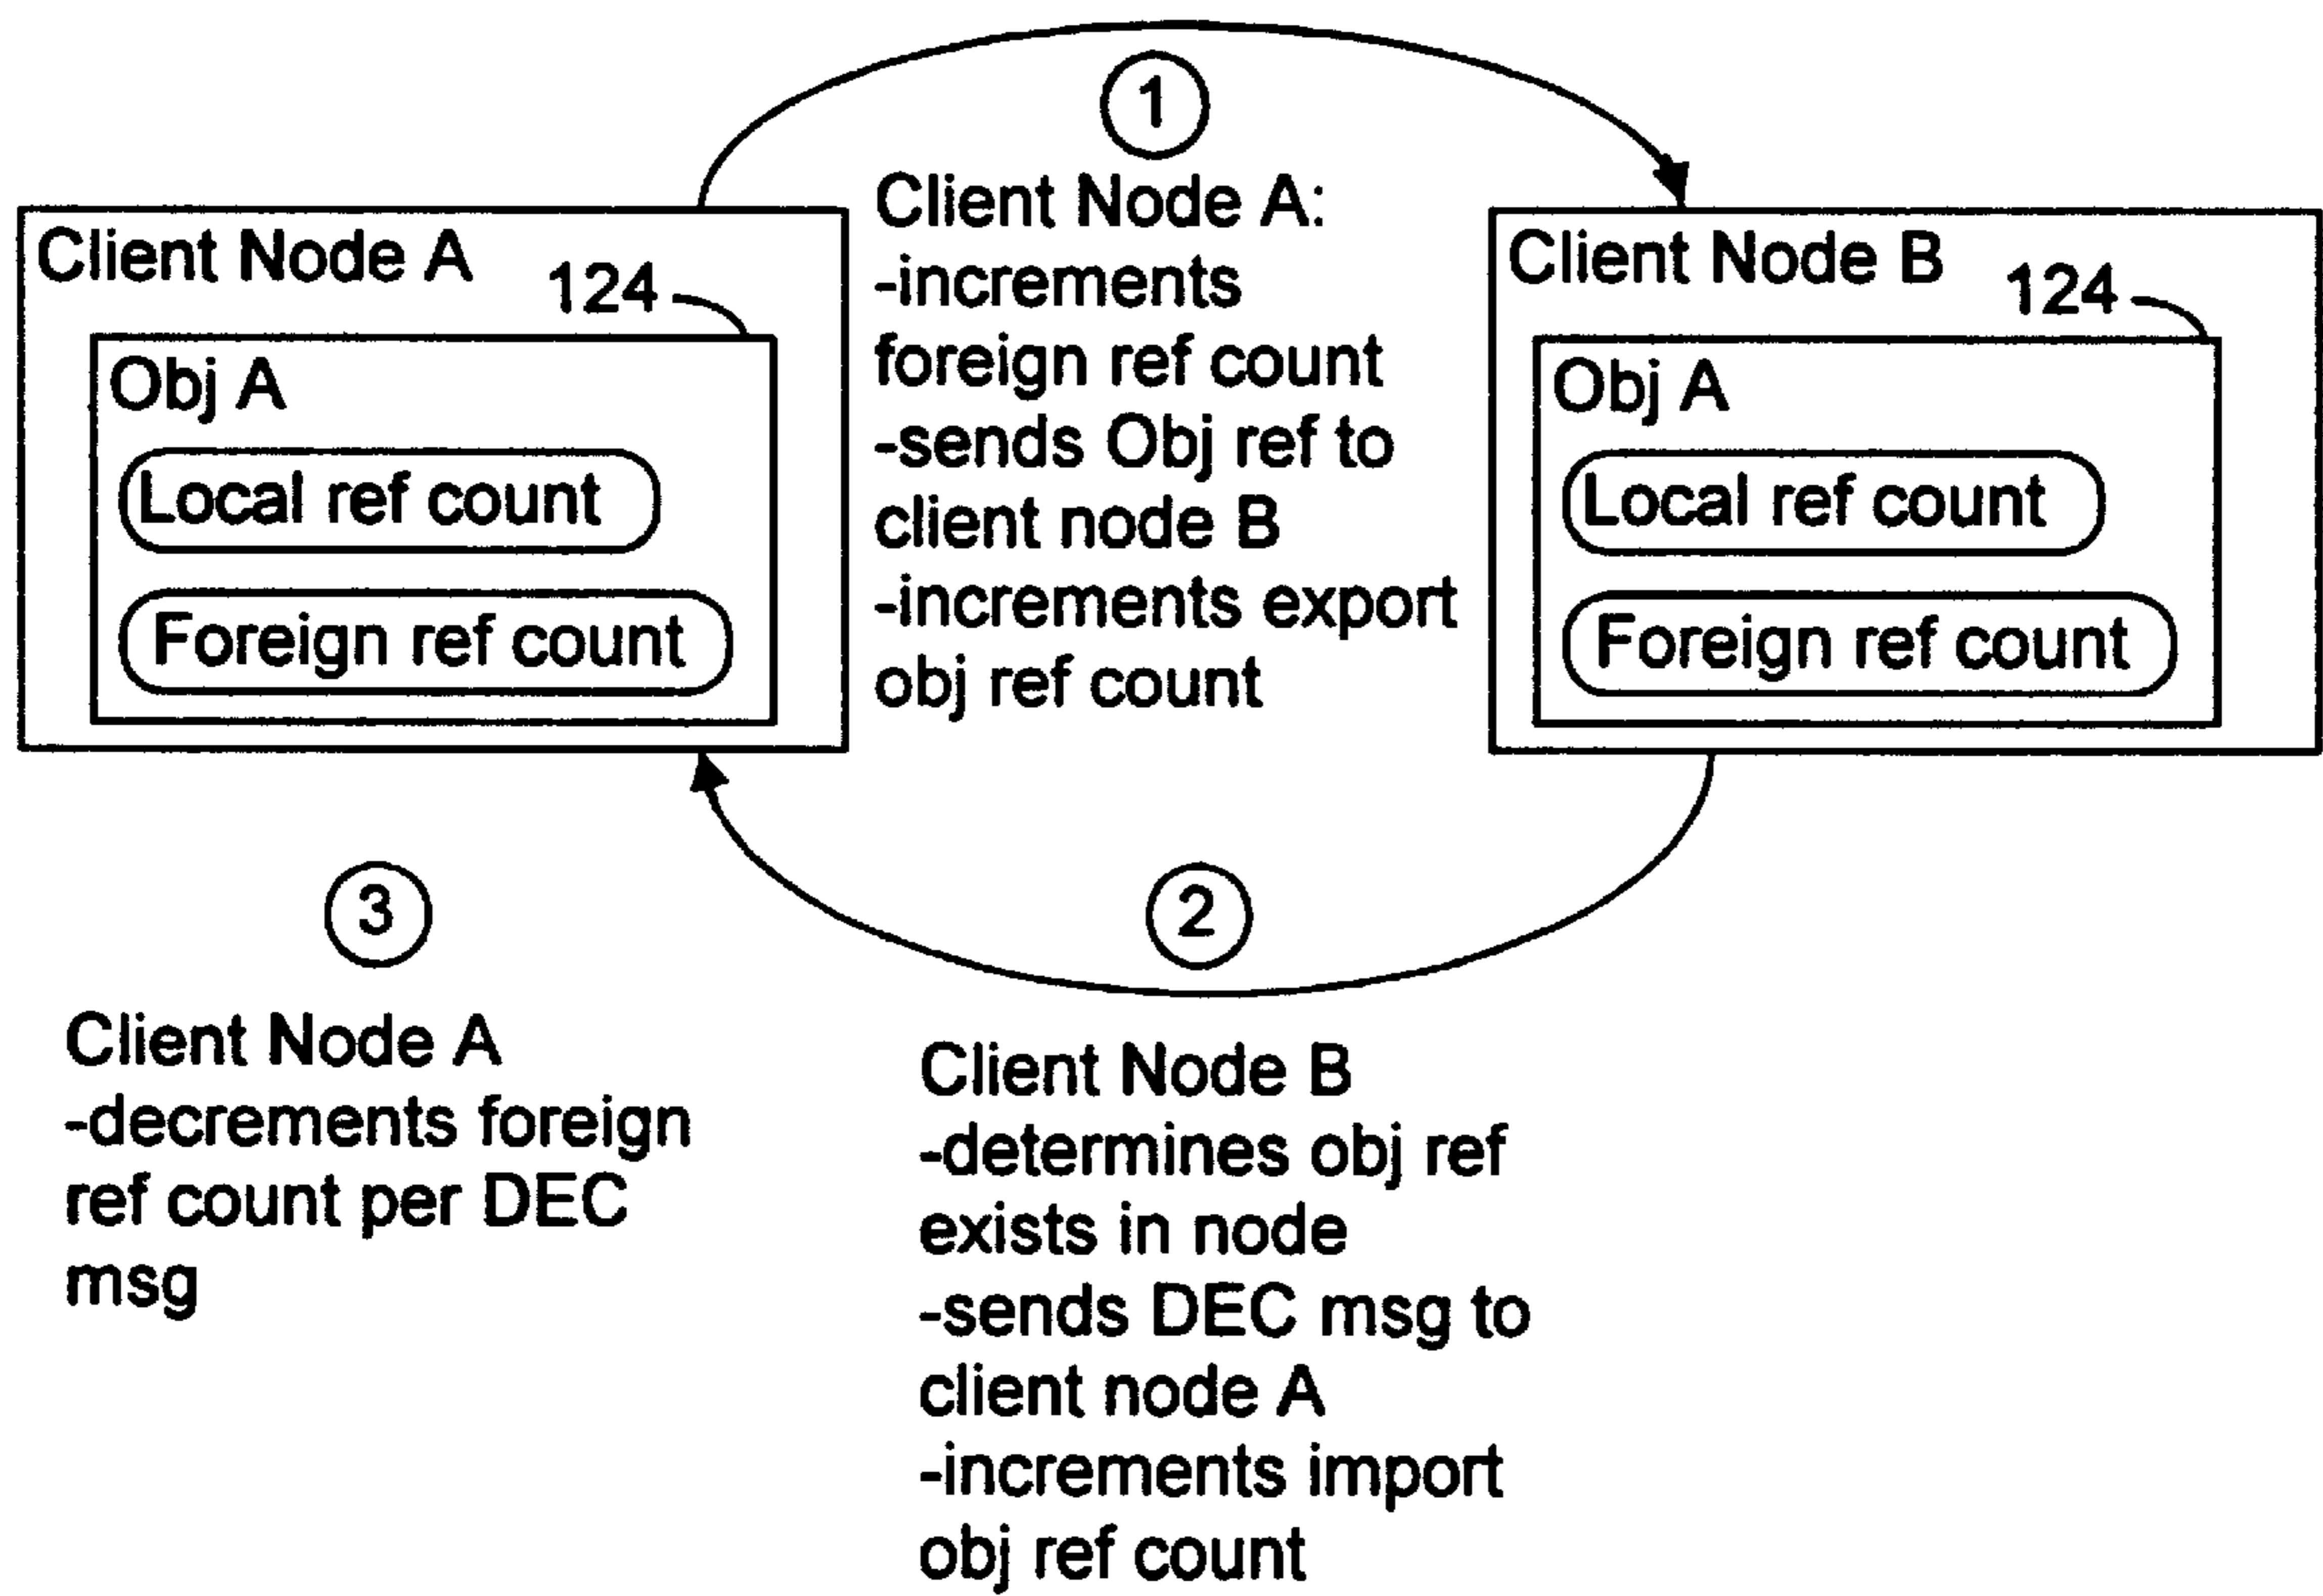 1
Client Node A:
-increments
foreign ref count
-sends Obj ref to
client node B
-increments export
obj ref count
Client Node A
124
Obj A
Local ref count
Foreign ref count
Client Node B
124
Obj A
Local ref count
Foreign ref count
3
Client Node A
-decrements foreign
ref count per DEC
msg
2
Client Node B
-determines obj ref
exists in node
-sends DEC msg to
client node A
-increments import
obj ref count